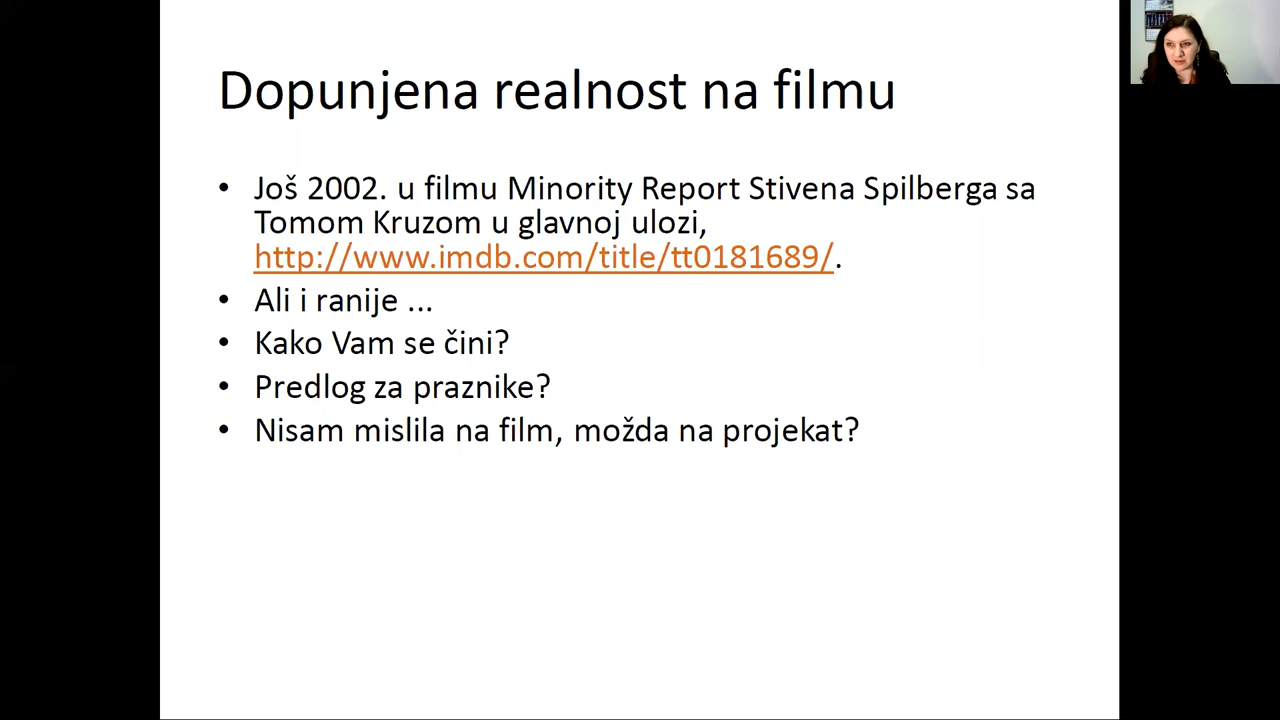 Dopunjena realnost na filmu
• Još 2002. u filmu Minority Report Stivena Spilberga sa
Tomom Kruzom u glavnoj ulozi,
http://www.imdb.com/title/tt0181689/.
• Ali i ranije ...
• Kako Vam se čini?
• Predlog za praznike?
• Nisam mislila na film, možda na projekat?